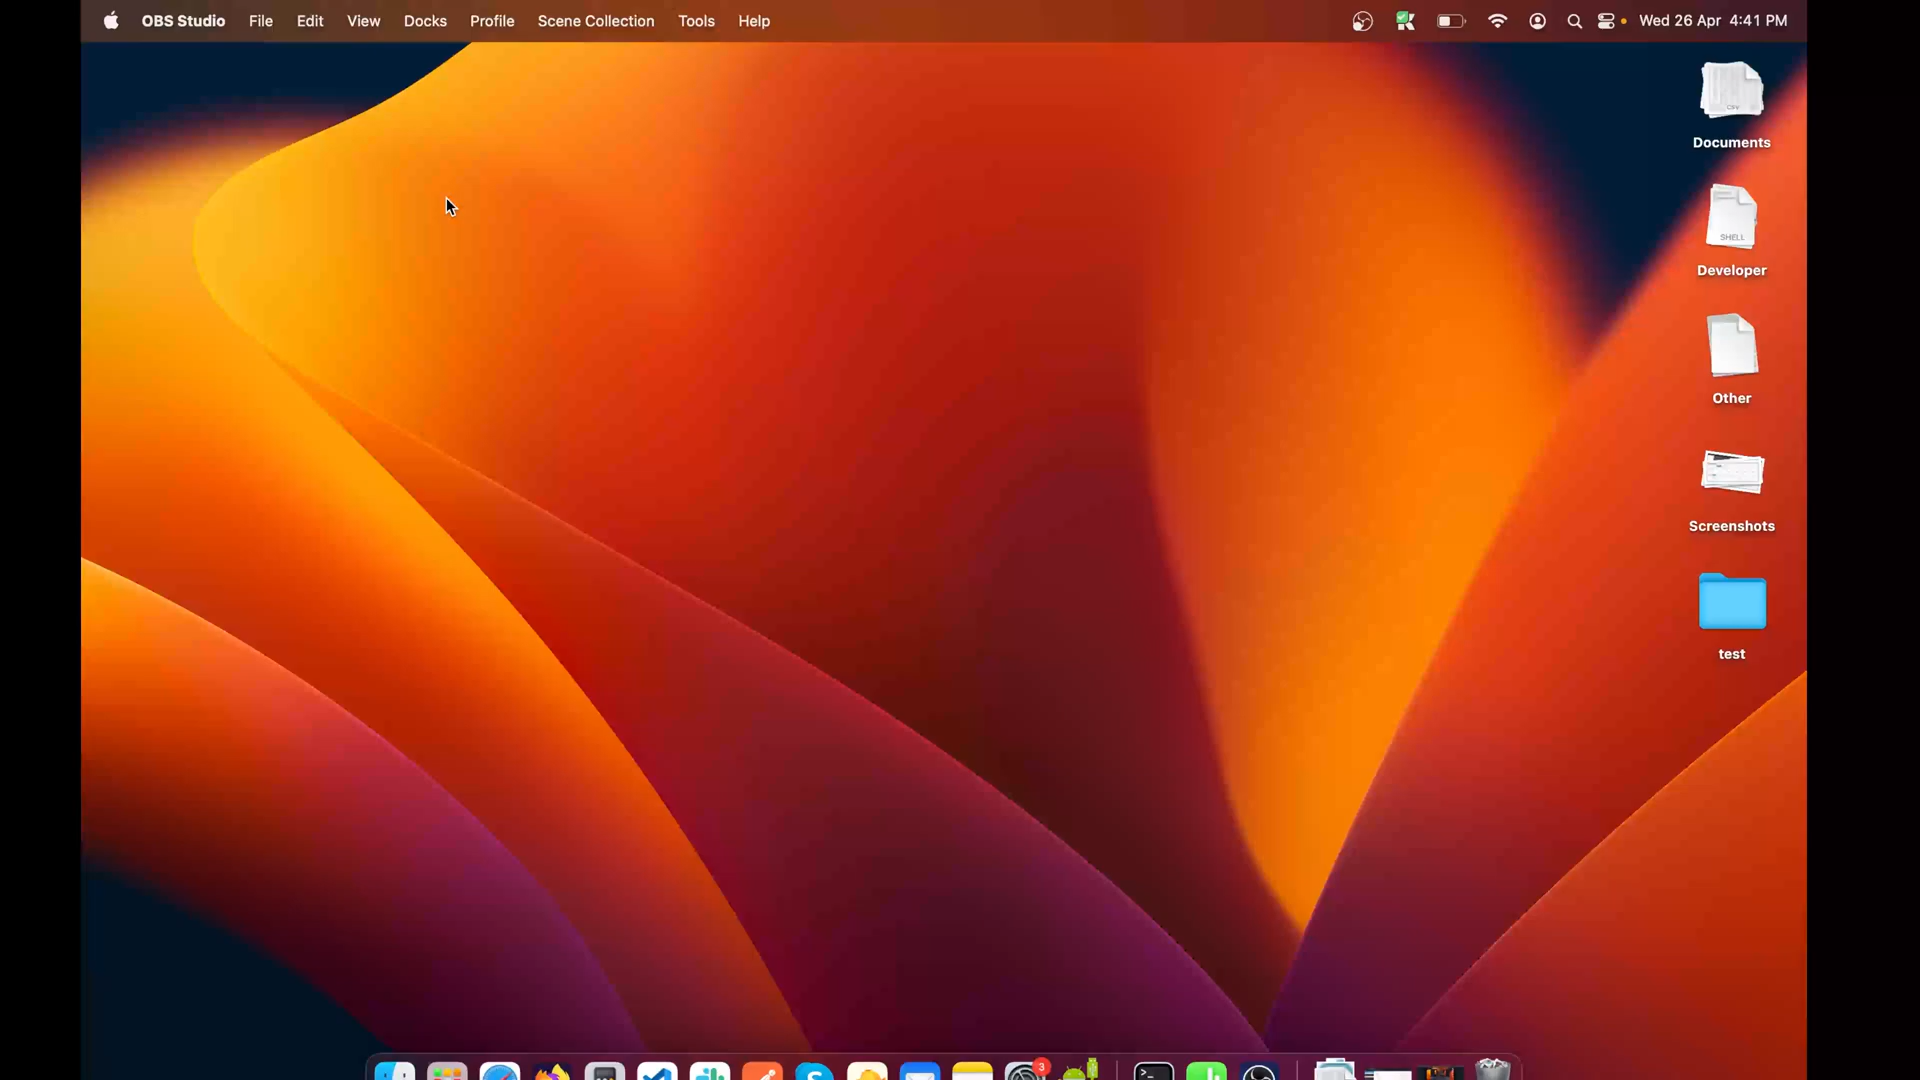 OBS Studio File Edit View Docks Profile Scene Collection Tools Help Wed 26 Apr 4:41 PM
CSV
Documents
SHELL
Developer
Other
Screenshots
test
3